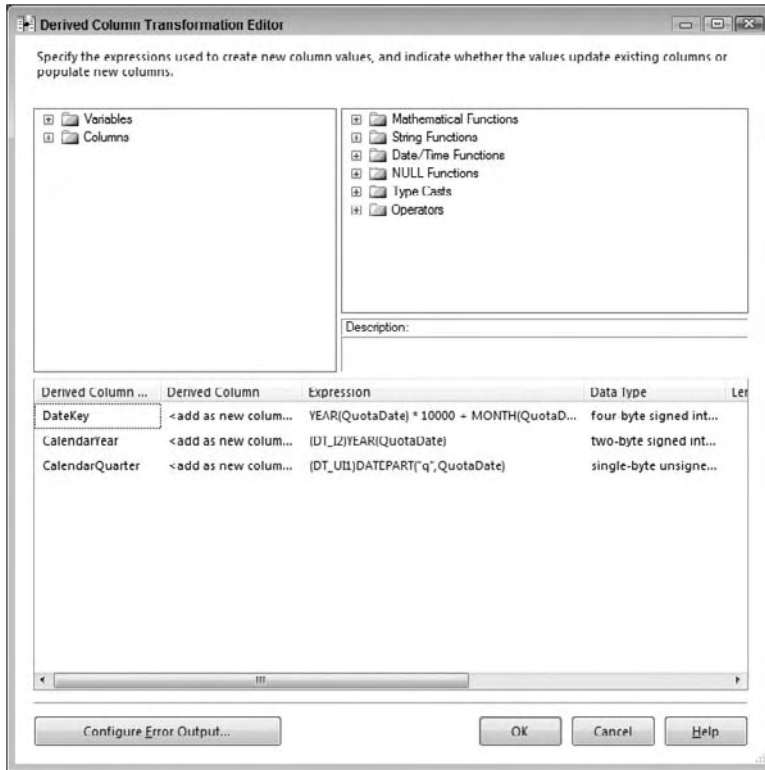 Derived Column Transformation Editor
Specify the expressions used to create new column values, and indicate whether the values update existing columns or
populate new columns.
Variables
Columns
Mathematical Functions
String Functions
Date/Time Functions
NULL Functions
Type Casts
Operators
Description:
Derived Column ... Derived Column Expression Data Type Ler
DateKey <add as new colum... YEAR(QuotaDate) * 10000 + MONTH(QuotaD... four-byte signed int...
CalendarYear <add as new colum... (DT_I2)YEAR(QuotaDate) two-byte signed int...
CalendarQuarter <add as new colum... (DT_UI1)DATEPART("q",QuotaDate) single-byte unsigne...
Configure Error Output... OK Cancel Help